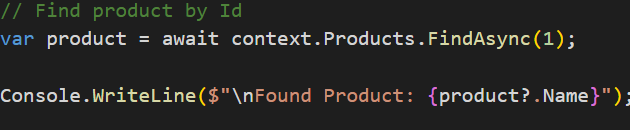 // Find product by Id
var product = await context.Products.FindAsync(1);
Console.WriteLine($"\nFound Product: {product?.Name}");